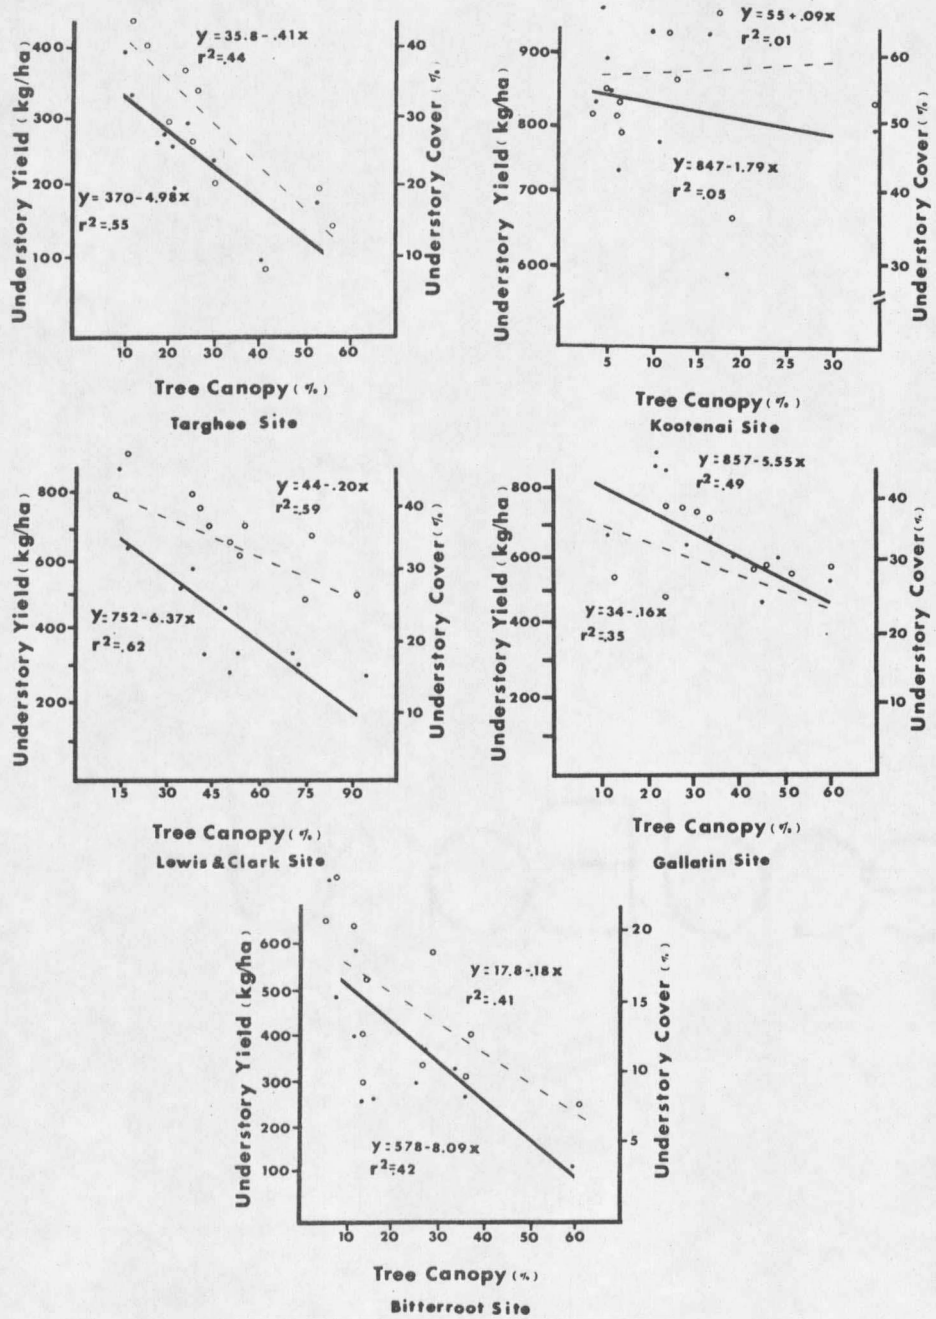 y=35.8-.41x
r²=.44
400
300
200
100
40
30
20
10
Understory Yield (kg/ha)
Understory Cover (%)
y=370-4.98x
r²=.55
10 20 30 40 50 60
Tree Canopy (%)
Targhee Site
y=55+.09x
r²=.01
900
800
700
600
60
50
40
30
Understory Yield (kg/ha)
Understory Cover (%)
y=847-1.79x
r²=.05
5 10 15 20 25 30
Tree Canopy (%)
Kootenai Site
y=44-.20x
r²=.59
800
600
400
200
40
30
20
10
Understory Yield (kg/ha)
Understory Cover (%)
y=752-6.37x
r²=.62
15 30 45 60 75 90
Tree Canopy (%)
Lewis & Clark Site
y=857-5.55x
r²=.49
800
600
400
200
40
30
20
10
Understory Yield (kg/ha)
Understory Cover (%)
y=34-.16x
r²=.35
10 20 30 40 50 60
Tree Canopy (%)
Gallatin Site
600
500
400
300
200
100
20
15
10
5
Understory Yield (kg/ha)
Understory Cover (%)
y=17.8-.18x
r²=.41
y=578-8.09x
r²=.42
10 20 30 40 50 60
Tree Canopy (%)
Bitterroot Site